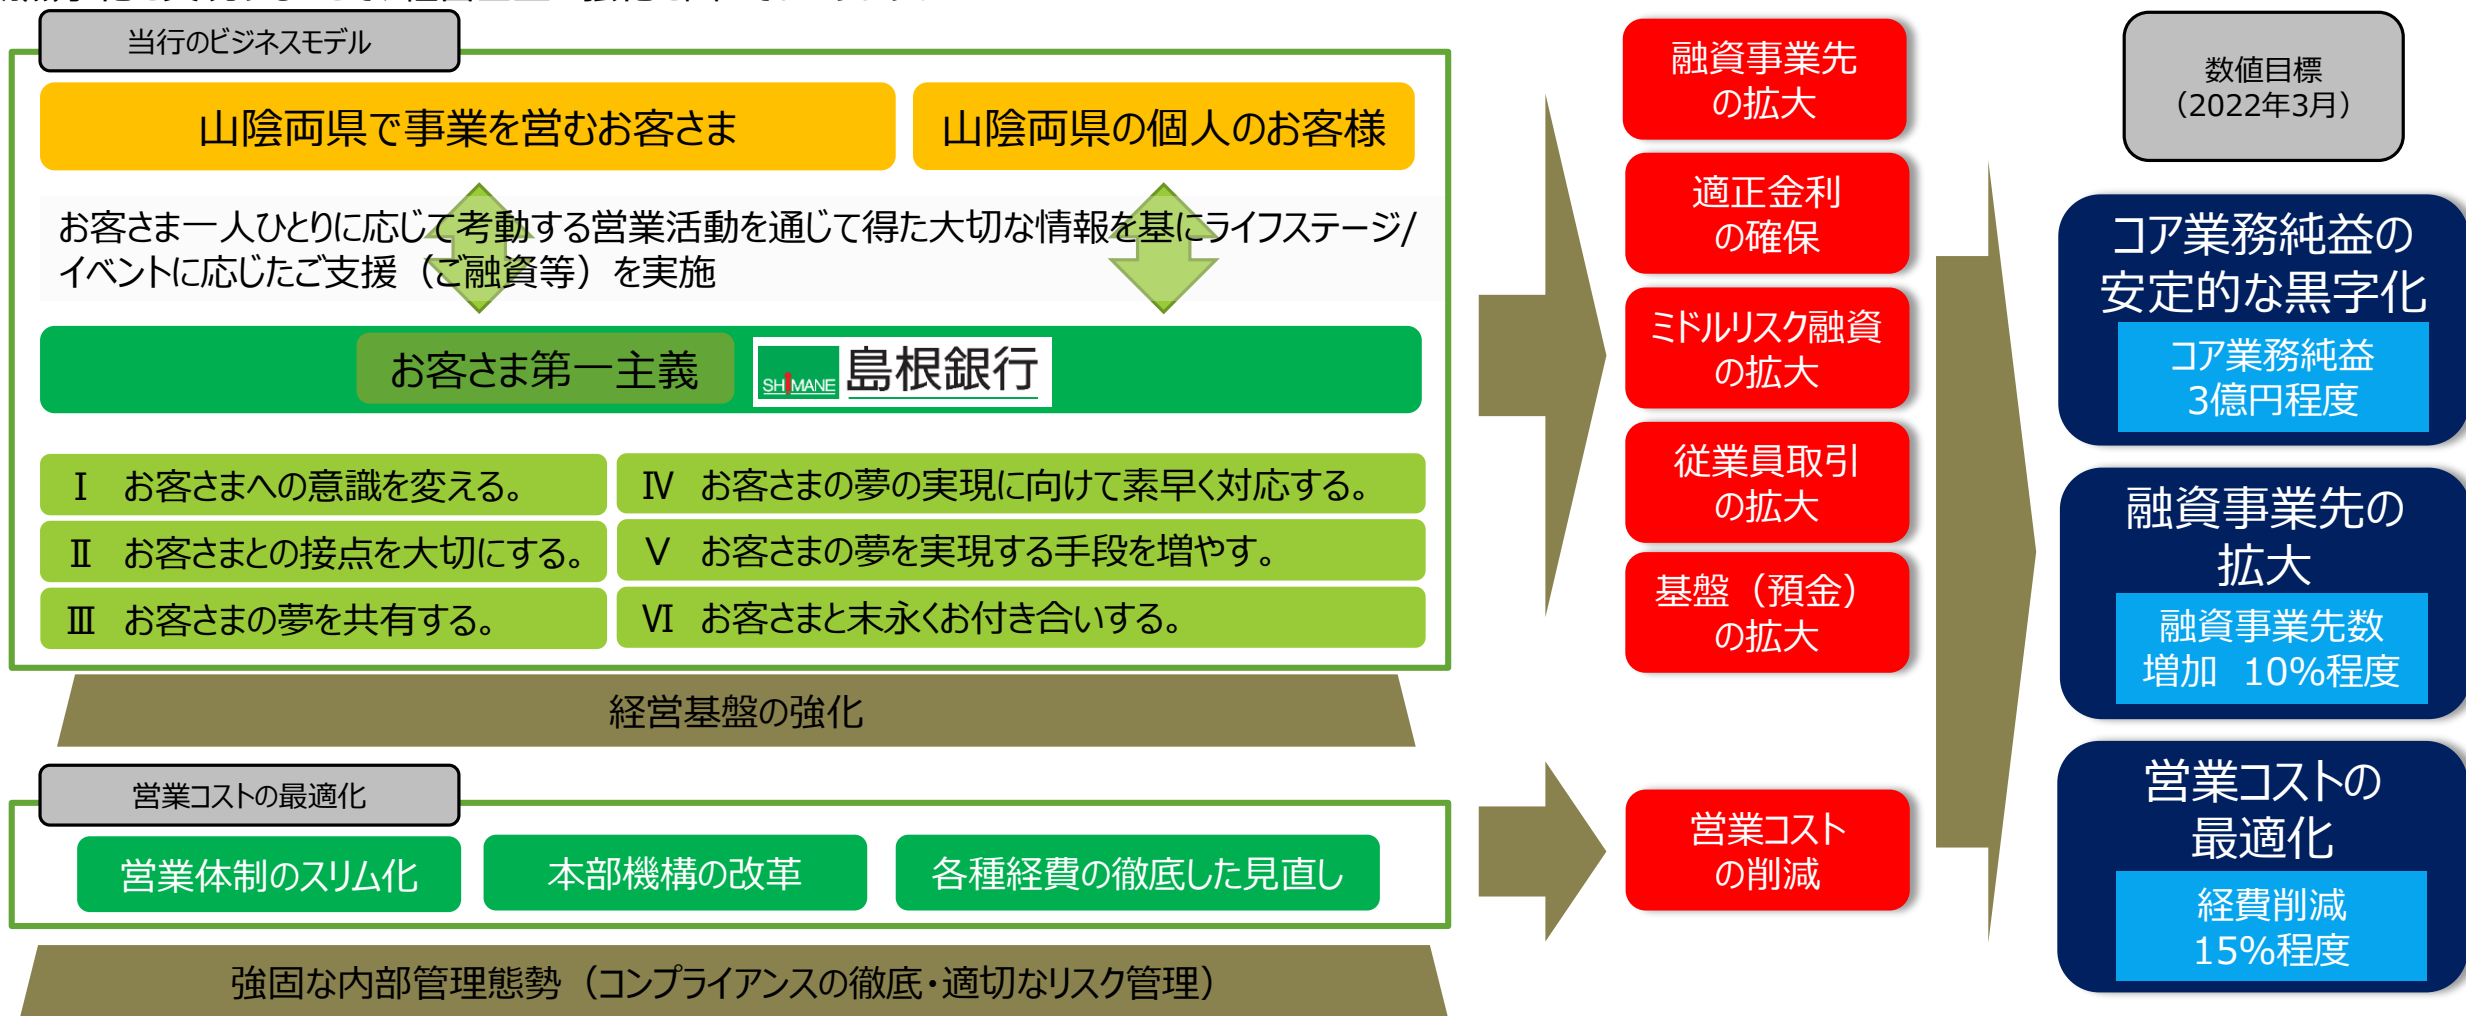 当行のビジネスモデル
山陰両県で事業を営むお客さま
山陰両県の個人のお客様
お客さま一人ひとりに応じて考動する営業活動を通じて得た大切な情報を基にライフステージ/
イベントに応じたご支援（ご融資等）を実施
お客さま第一主義
SHIMANE 島根銀行
Ⅰ お客さまへの意識を変える。
Ⅱ お客さまとの接点を大切にする。
Ⅲ お客さまの夢を共有する。
Ⅳ お客さまの夢の実現に向けて素早く対応する。
Ⅴ お客さまの夢を実現する手段を増やす。
Ⅵ お客さまと末永くお付き合いする。
経営基盤の強化
営業コストの最適化
営業体制のスリム化
本部機構の改革
各種経費の徹底した見直し
強固な内部管理態勢（コンプライアンスの徹底・適切なリスク管理）
融資事業先
の拡大
適正金利
の確保
ミドルリスク融資
の拡大
従業員取引
の拡大
基盤（預金）
の拡大
営業コスト
の削減
数値目標
（2022年3月）
コア業務純益の
安定的な黒字化
コア業務純益
3億円程度
融資事業先の
拡大
融資事業先数
増加 10%程度
営業コストの
最適化
経費削減
15%程度